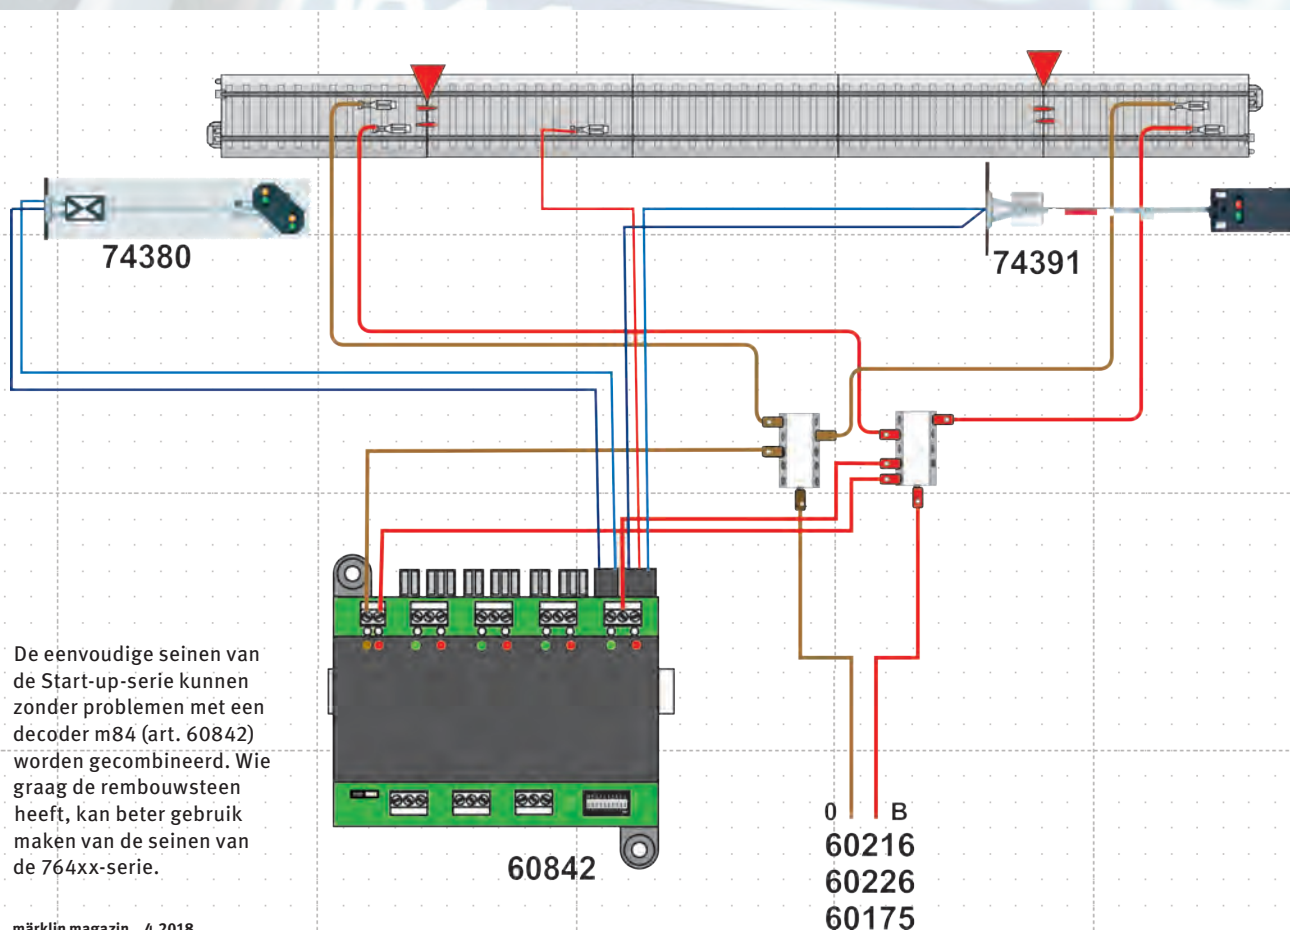 74380
74391
De eenvoudige seinen van
de Start-up-serie kunnen
zonder problemen met een
decoder m84 (art. 60842)
worden gecombineerd. Wie
graag de rembouwsteen
heeft, kan beter gebruik
maken van de seinen van
de 764xx-serie.
60842
0 B
60216
60226
60175
märklin magazin 4.2018